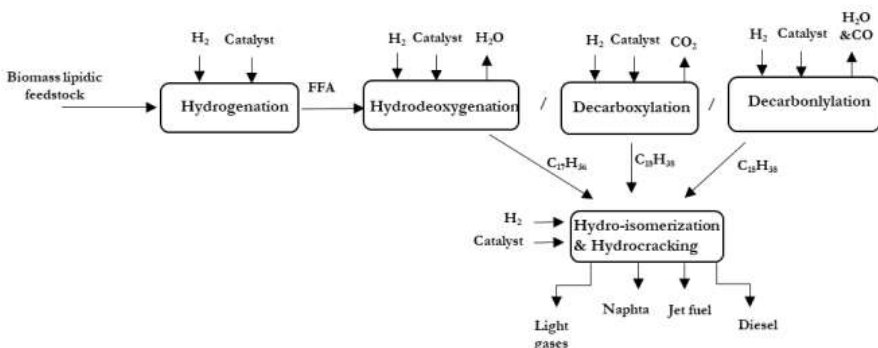 H₂ Catalyst
H₂ Catalyst H₂O
H₂ Catalyst CO₂
H₂ Catalyst
H₂O
&CO
Biomass lipidic
feedstock
Hydrogenation
FFA
Hydrodeoxygenation
/
Decarboxylation
/
Decarbonlylation
C₁₇H₃₆
C₁₈H₃₈
C₁₈H₃₈
H₂
Catalyst
Hydro-isomerization
& Hydrocracking
Light
gases
Naphta
Jet fuel
Diesel